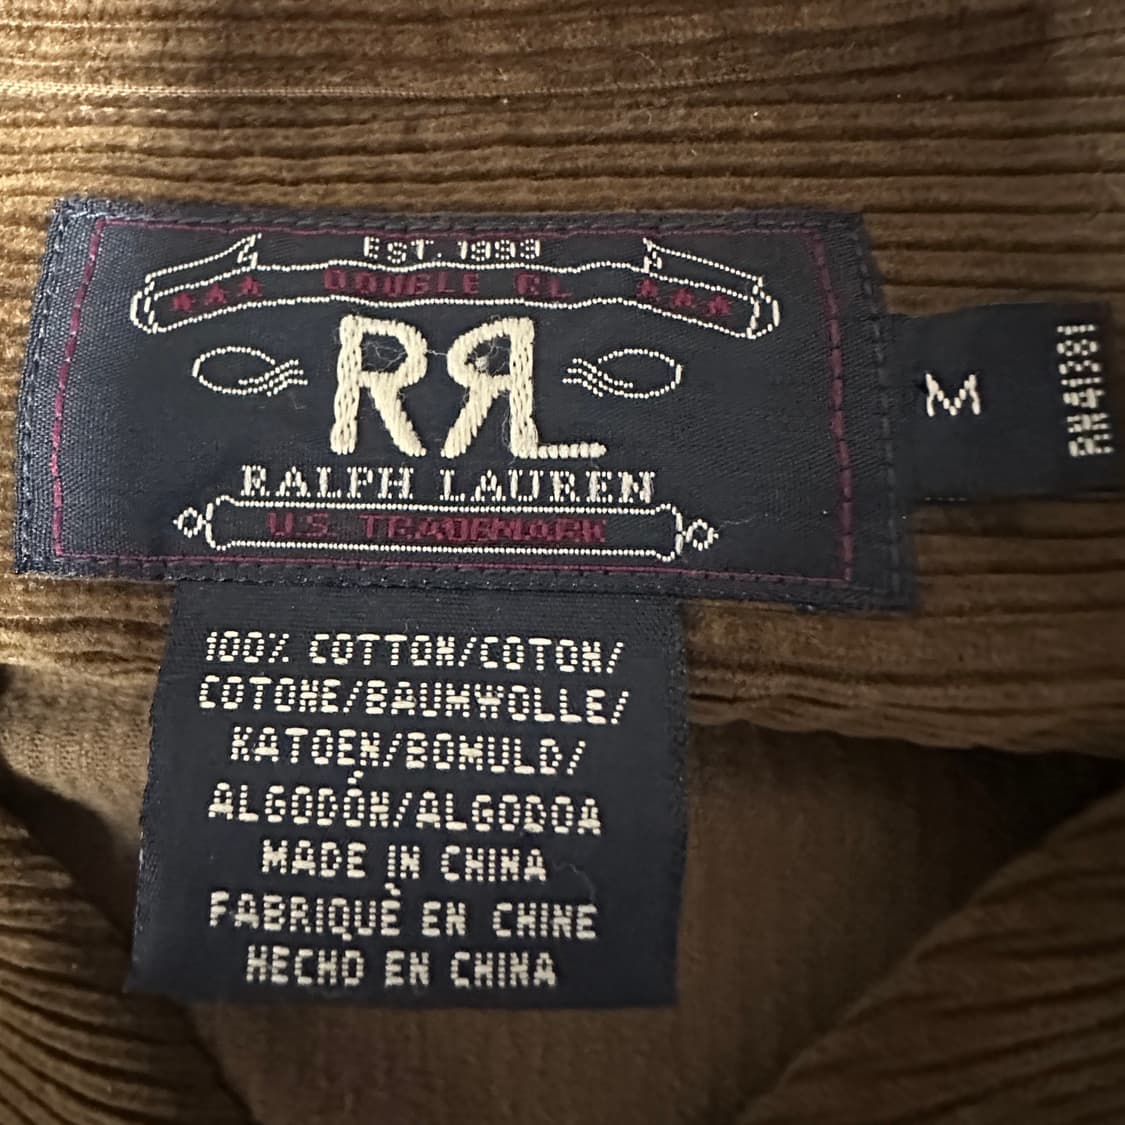 EST. 1993
DOUBLE RL
RRL
RALPH LAUREN
U.S. TRADEMARK
M
100% COTTON/COTON/
COTONE/BAUMWOLLE/
KATOEN/BOMULD/
ALGODÓN/ALGODOA
MADE IN CHINA
FABRIQUÉ EN CHINE
HECHO EN CHINA